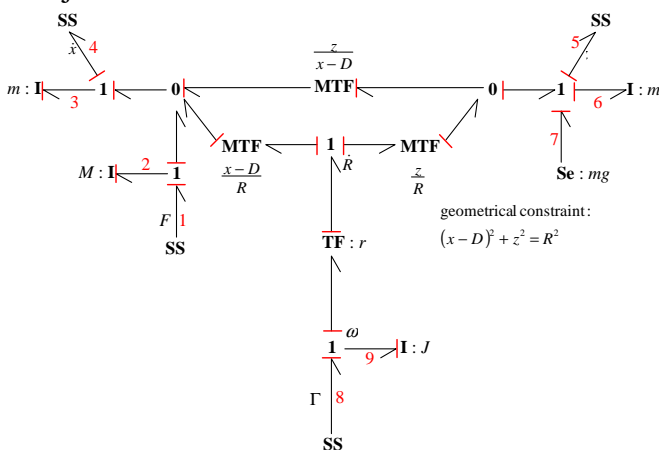 SS SS
ẋ 4 5
z
x − D
m : I 1 0 MTF 0 1 I : m
3 6
MTF 1 MTF 7
Ṙ
M : I 2 1 x − D z Se : mg
R R
F 1 geometrical constraint :
SS TF : r (x − D)² + z² = R²
ω
1 I : J
9
Γ 8
SS